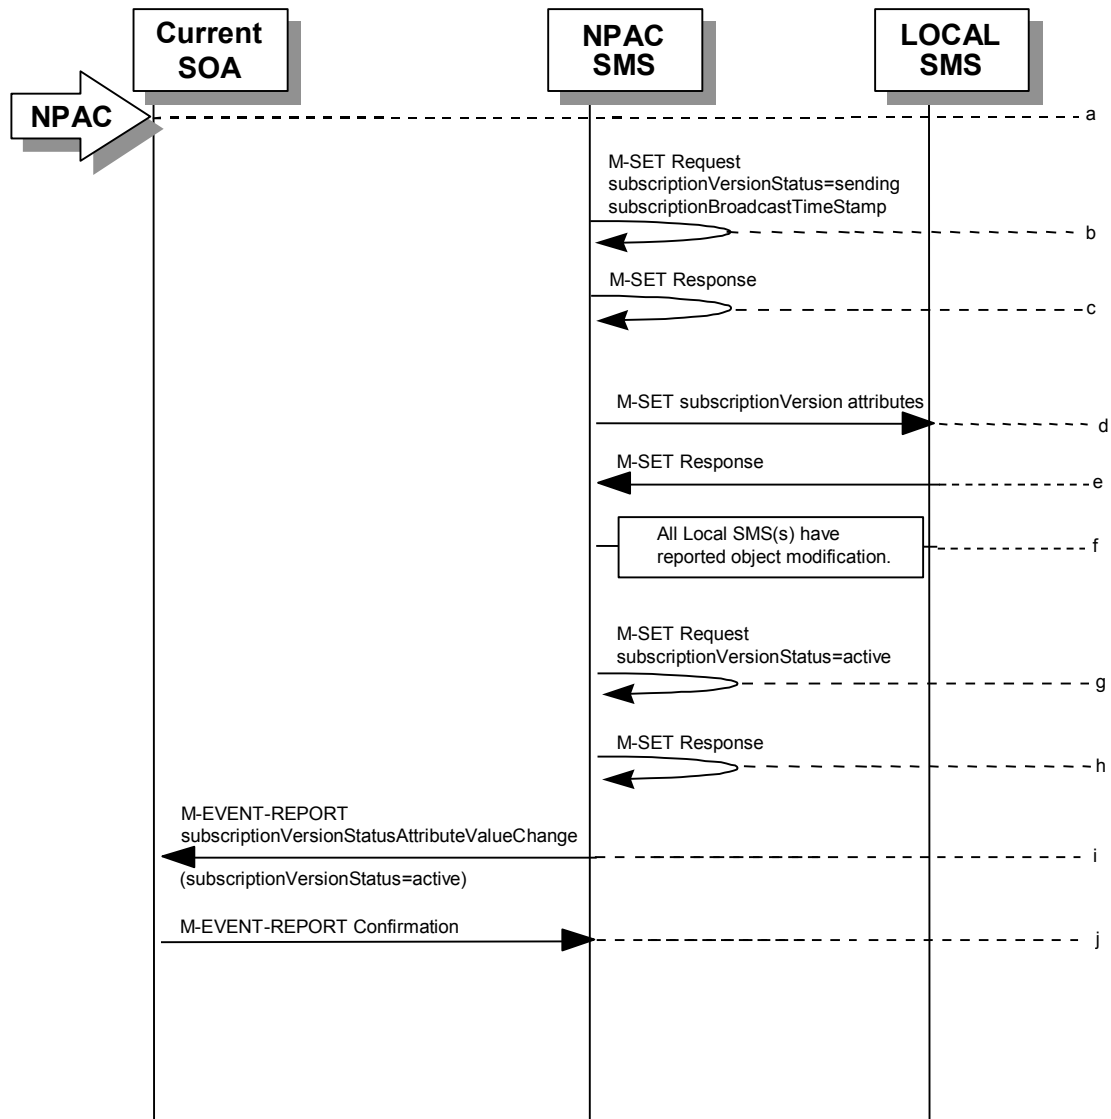 Current
SOA
NPAC
SMS
LOCAL
SMS
NPAC
a
M-SET Request
subscriptionVersionStatus=sending
subscriptionBroadcastTimeStamp
b
M-SET Response
c
M-SET subscriptionVersion attributes
d
M-SET Response
e
All Local SMS(s) have
reported object modification.
f
M-SET Request
subscriptionVersionStatus=active
g
M-SET Response
h
M-EVENT-REPORT
subscriptionVersionStatusAttributeValueChange
i
(subscriptionVersionStatus=active)
M-EVENT-REPORT Confirmation
j